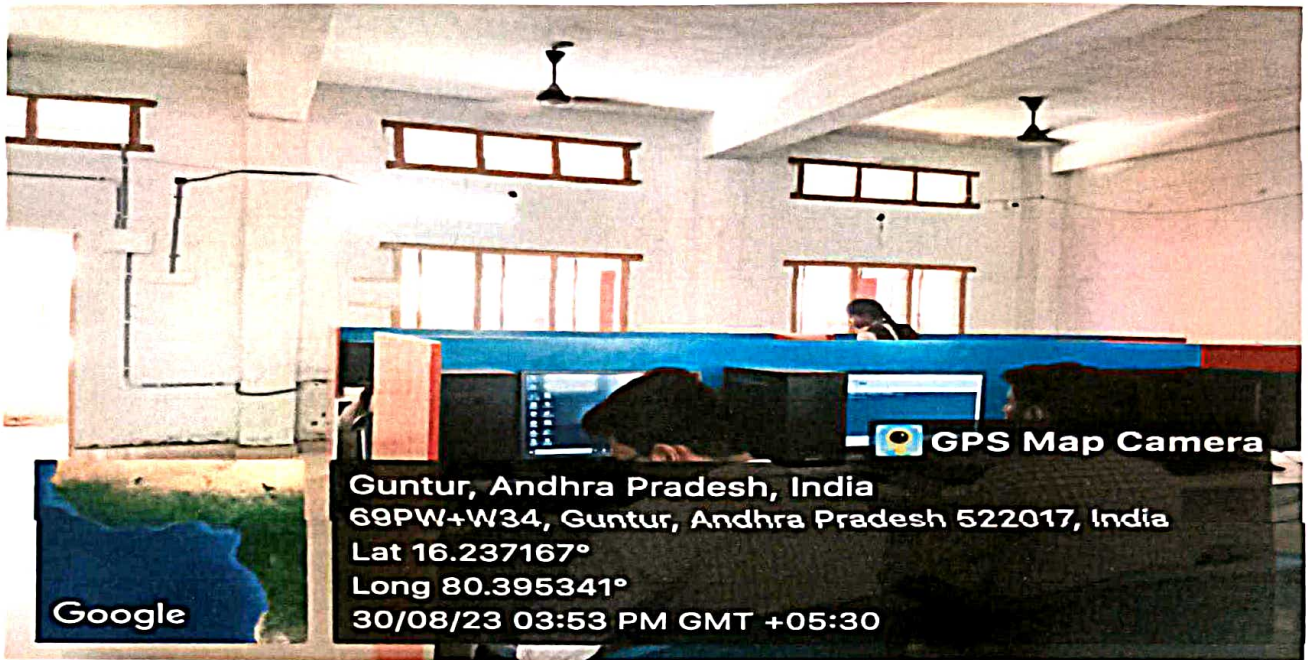 GPS Map Camera
Guntur, Andhra Pradesh, India
69PW+W34, Guntur, Andhra Pradesh 522017, India
Lat 16.237167°
Long 80.395341°
30/08/23 03:53 PM GMT +05:30
Google